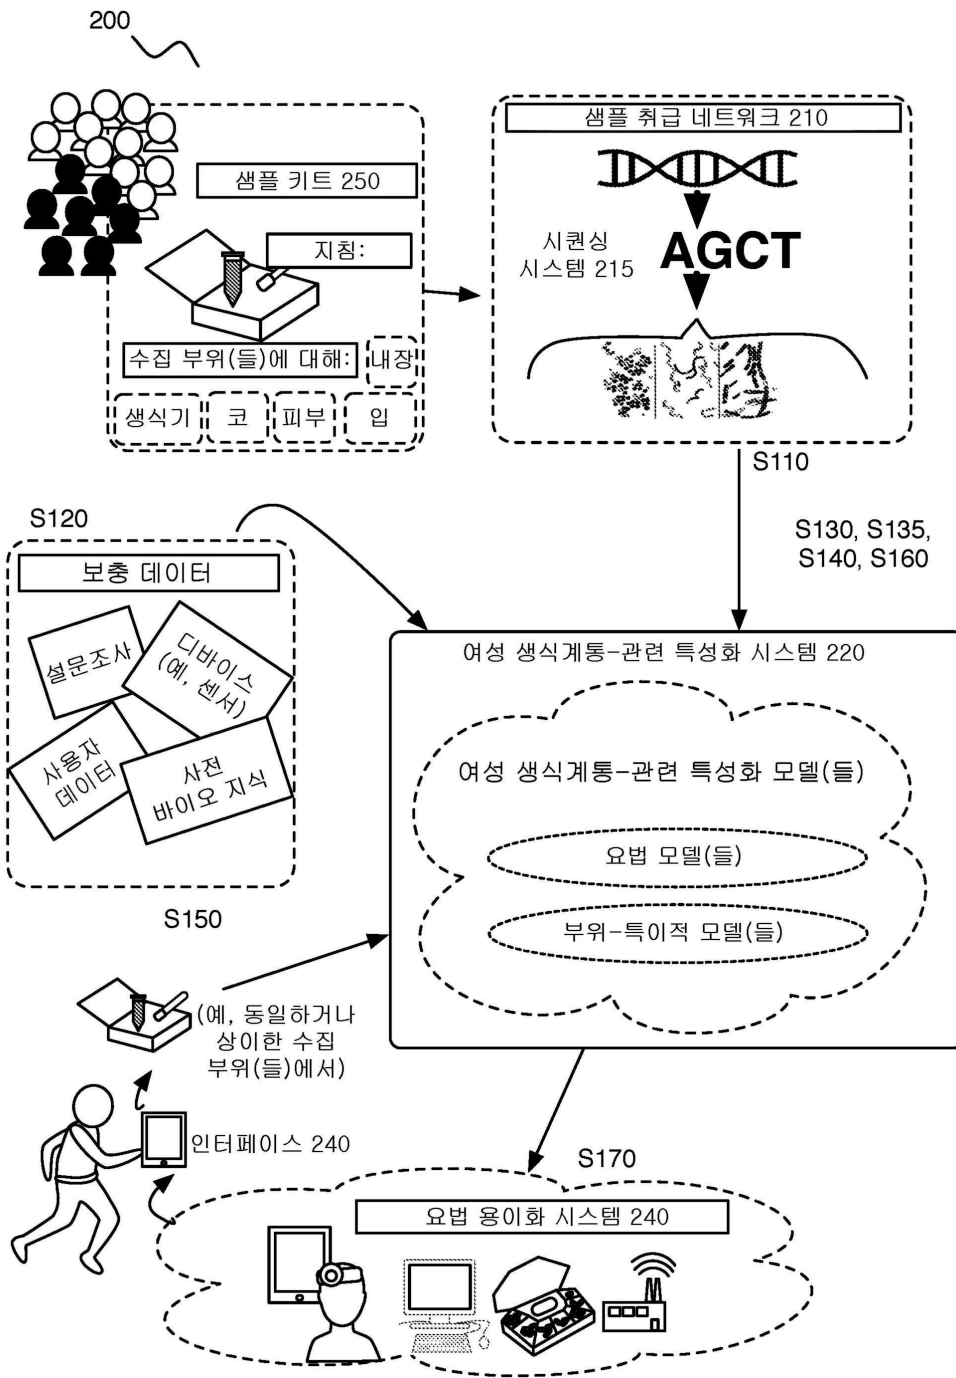 200
샘플 키트 250
지침:
수집 부위(들)에 대해:
내장
생식기
코
피부
입
샘플 취급 네트워크 210
시퀀싱
시스템 215
AGCT
S110
S130, S135,
S140, S160
S120
보충 데이터
설문조사
디바이스
(예, 센서)
사용자
데이터
사전
바이오 지식
여성 생식계통-관련 특성화 시스템 220
여성 생식계통-관련 특성화 모델(들)
요법 모델(들)
부위-특이적 모델(들)
S150
(예, 동일하거나
상이한 수집
부위(들)에서)
인터페이스 240
S170
요법 용이화 시스템 240